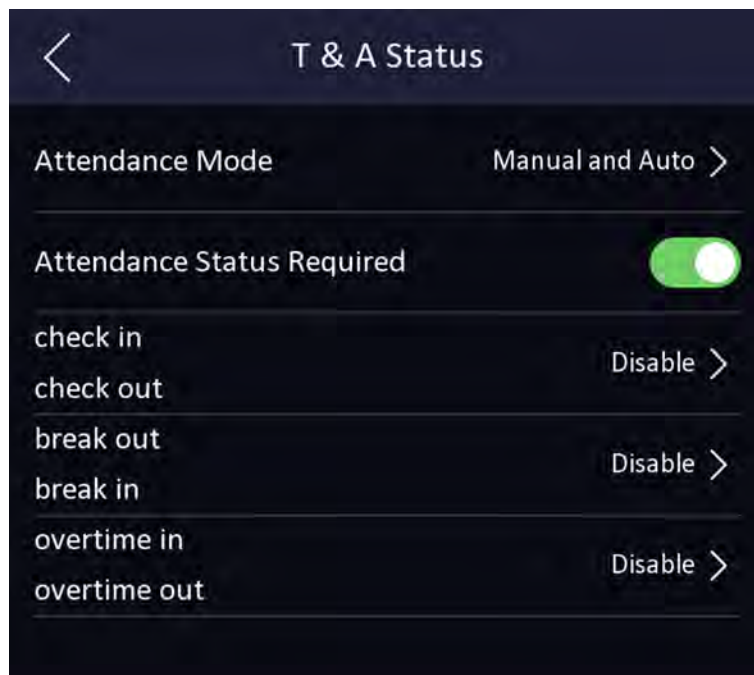 T & A Status
Attendance Mode
Manual and Auto
Attendance Status Required
check in
check out
Disable
break out
break in
Disable
overtime in
overtime out
Disable